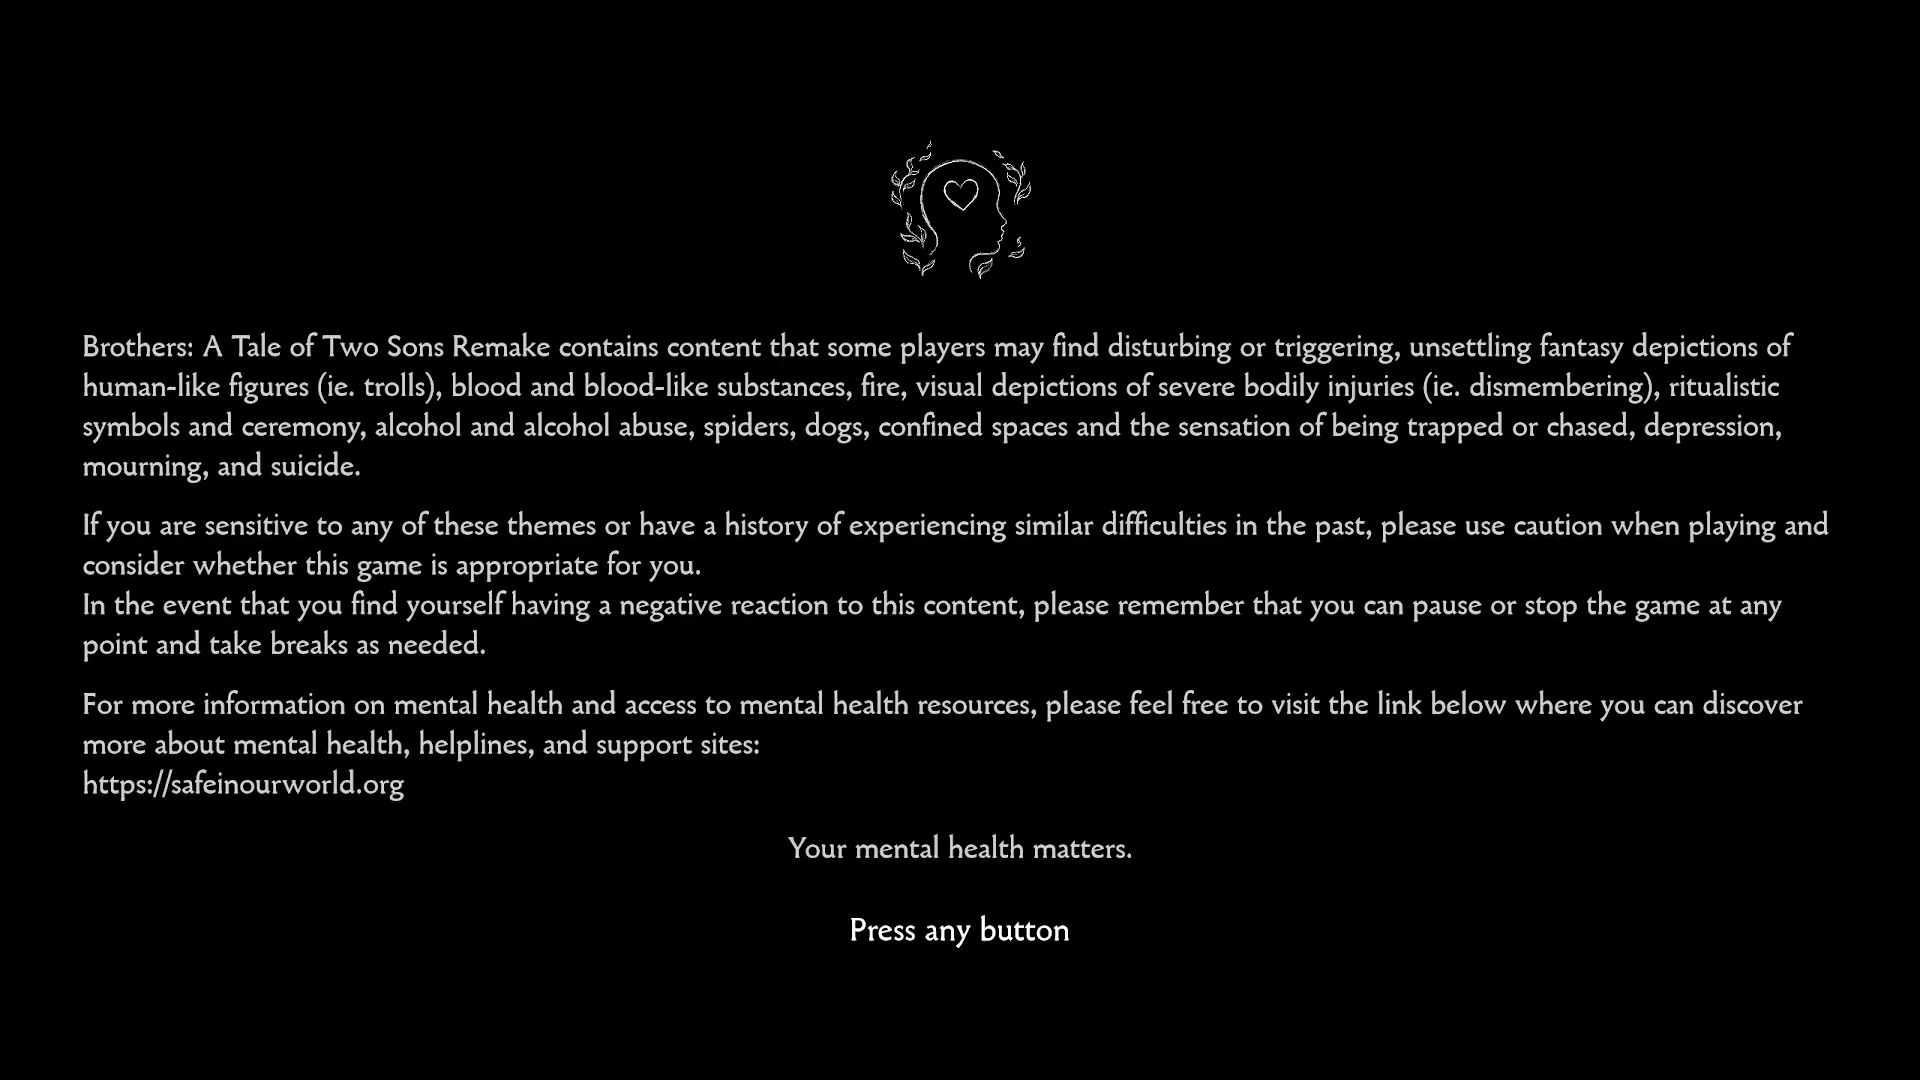 Brothers: A Tale of Two Sons Remake contains content that some players may find disturbing or triggering, unsettling fantasy depictions of
human-like figures (ie. trolls), blood and blood-like substances, fire, visual depictions of severe bodily injuries (ie. dismembering), ritualistic
symbols and ceremony, alcohol and alcohol abuse, spiders, dogs, confined spaces and the sensation of being trapped or chased, depression,
mourning, and suicide.
If you are sensitive to any of these themes or have a history of experiencing similar difficulties in the past, please use caution when playing and
consider whether this game is appropriate for you.
In the event that you find yourself having a negative reaction to this content, please remember that you can pause or stop the game at any
point and take breaks as needed.
For more information on mental health and access to mental health resources, please feel free to visit the link below where you can discover
more about mental health, helplines, and support sites:
https://safeinourworld.org
Your mental health matters.
Press any button